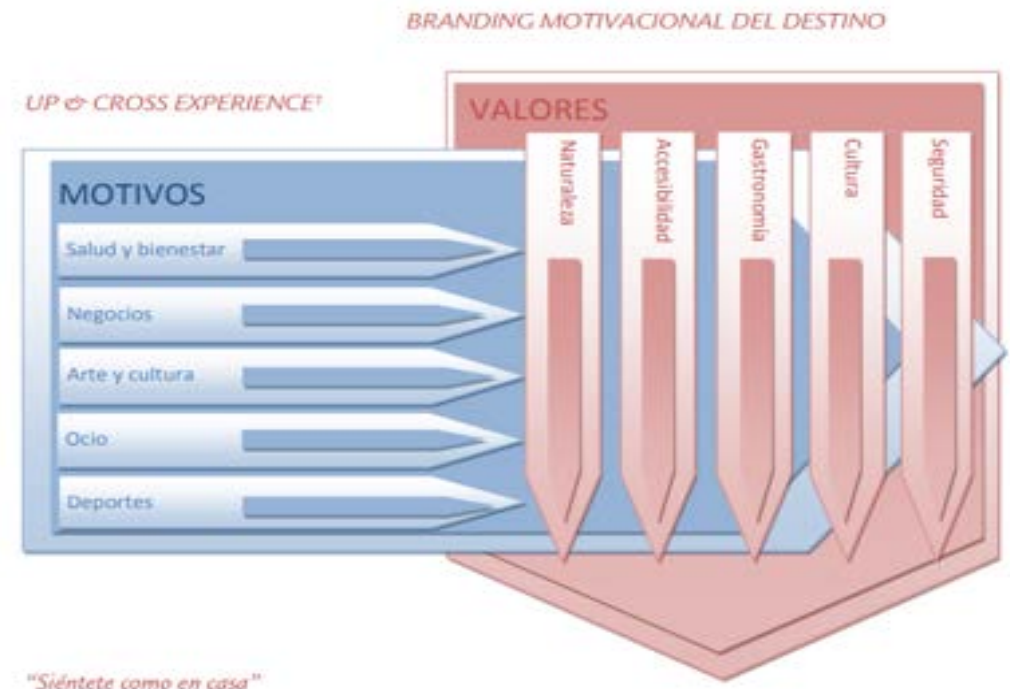 BRANDING MOTIVACIONAL DEL DESTINO
UP & CROSS EXPERIENCE†
VALORES
Naturaleza
Accesibilidad
Gastronomía
Cultura
Seguridad
MOTIVOS
Salud y bienestar
Negocios
Arte y cultura
Ocio
Deportes
"Siéntete como en casa"